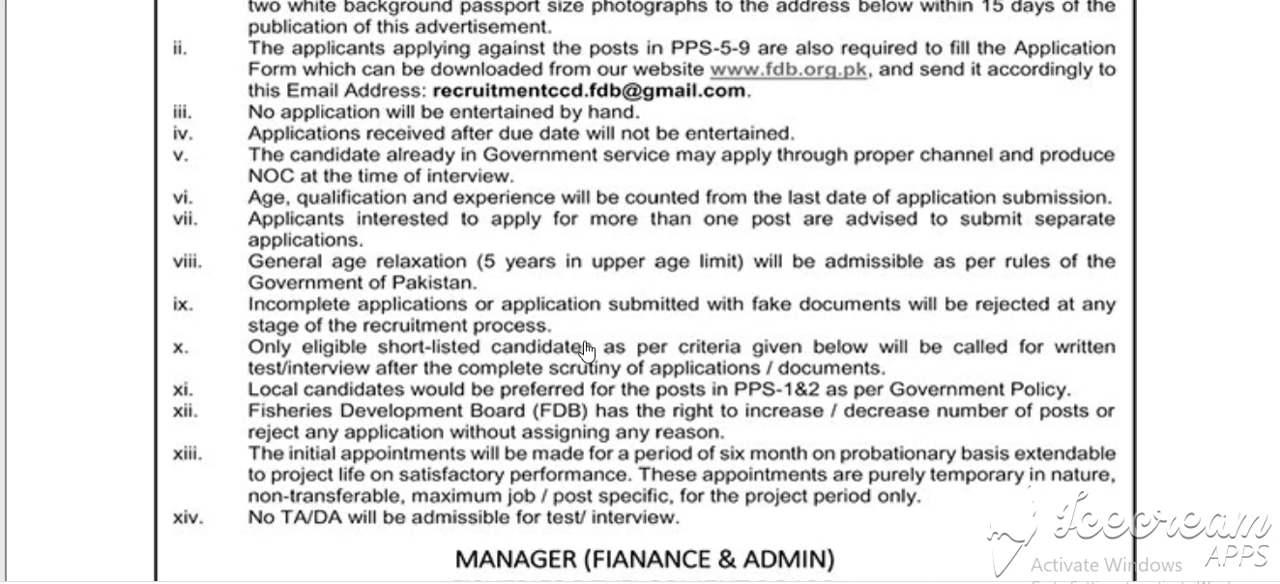 two white background passport size photographs to the address below within 15 days of the
publication of this advertisement.
ii. The applicants applying against the posts in PPS-5-9 are also required to fill the Application
Form which can be downloaded from our website www.fdb.org.pk, and send it accordingly to
this Email Address: recruitmentccd.fdb@gmail.com.
iii. No application will be entertained by hand.
iv. Applications received after due date will not be entertained.
v. The candidate already in Government service may apply through proper channel and produce
NOC at the time of interview.
vi. Age, qualification and experience will be counted from the last date of application submission.
vii. Applicants interested to apply for more than one post are advised to submit separate
applications.
viii. General age relaxation (5 years in upper age limit) will be admissible as per rules of the
Government of Pakistan.
ix. Incomplete applications or application submitted with fake documents will be rejected at any
stage of the recruitment process.
x. Only eligible short-listed candidates as per criteria given below will be called for written
test/interview after the complete scrutiny of applications / documents.
xi. Local candidates would be preferred for the posts in PPS-1&2 as per Government Policy.
xii. Fisheries Development Board (FDB) has the right to increase / decrease number of posts or
reject any application without assigning any reason.
xiii. The initial appointments will be made for a period of six month on probationary basis extendable
to project life on satisfactory performance. These appointments are purely temporary in nature,
non-transferable, maximum job / post specific, for the project period only.
xiv. No TA/DA will be admissible for test/ interview.
Icecream
APPS
MANAGER (FIANANCE & ADMIN)
Activate Windows